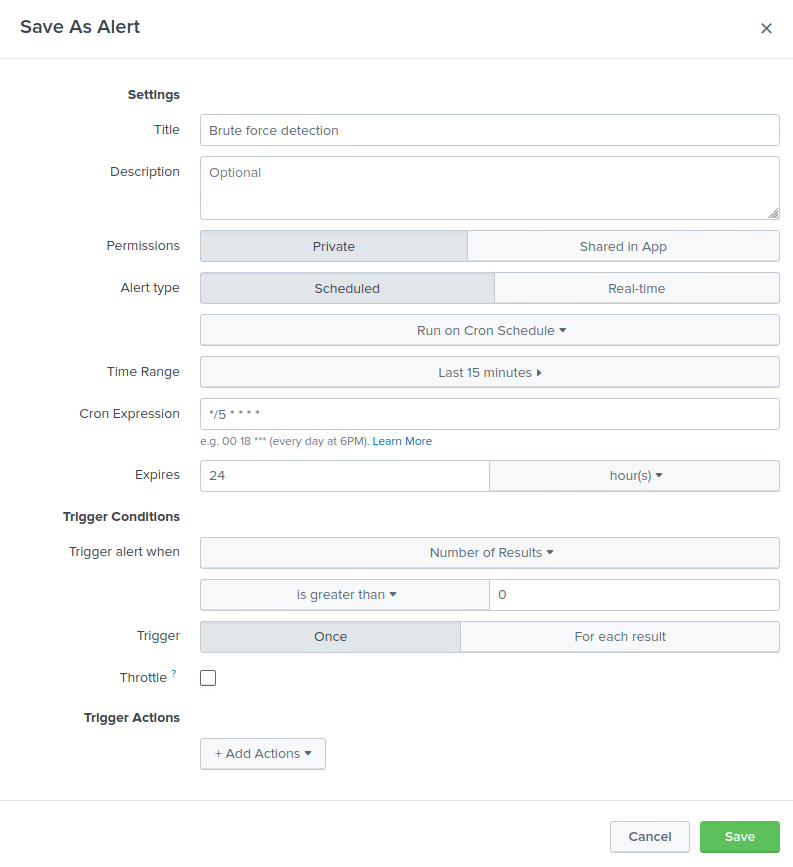 Save As Alert ×
Settings
Title Brute force detection
Description Optional
Permissions Private Shared in App
Alert type Scheduled Real-time
Run on Cron Schedule
Time Range Last 15 minutes
Cron Expression */5 * * * *
e.g. 00 18 *** (every day at 6PM). Learn More
Expires 24 hour(s)
Trigger Conditions
Trigger alert when Number of Results
is greater than 0
Trigger Once For each result
Throttle ?
Trigger Actions
+ Add Actions
Cancel Save